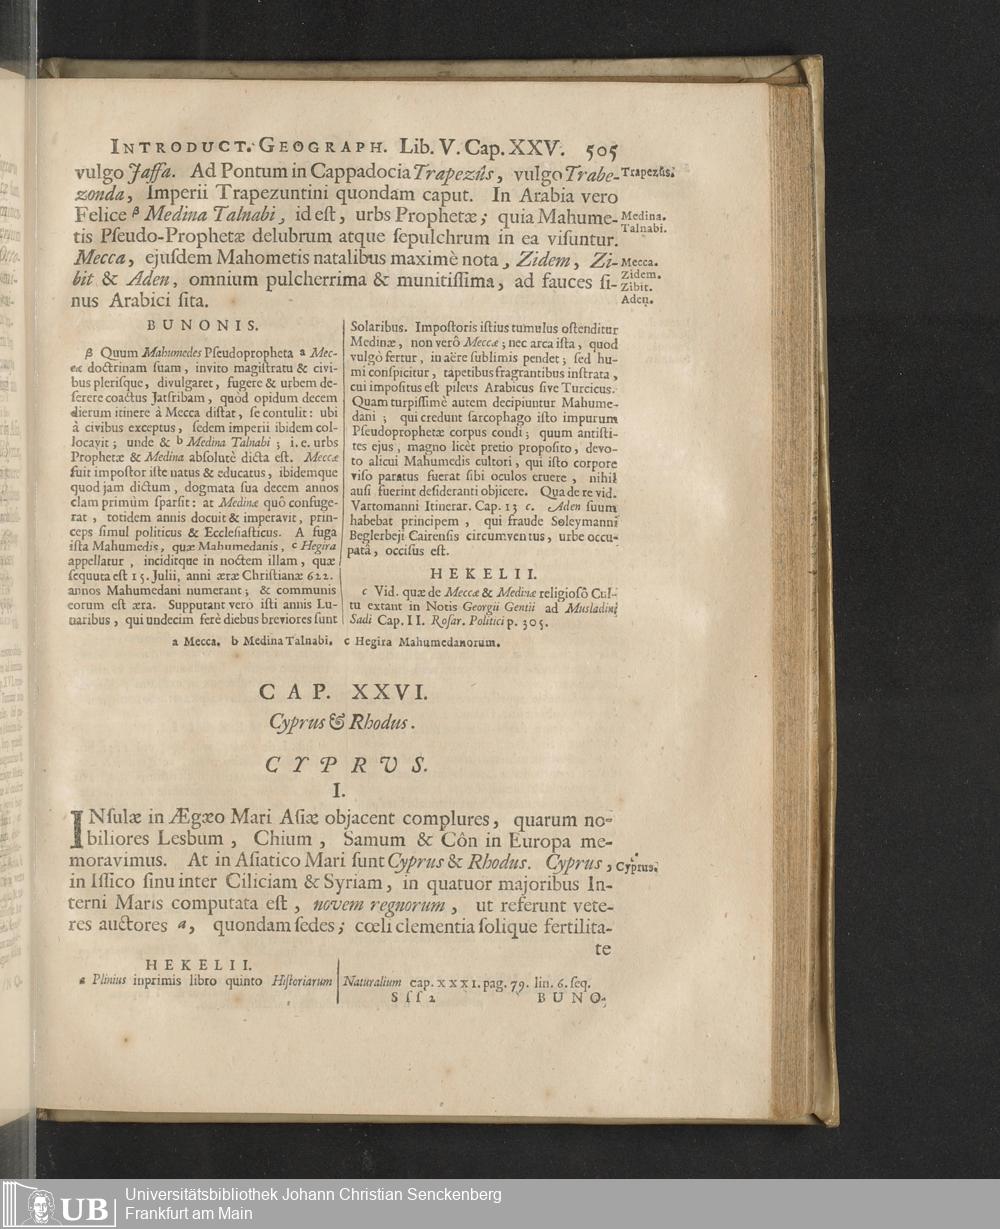 INTRODUCT. GEOGRAPH. Lib. V. Cap. XXV. 505
vulgo Jaffa. Ad Pontum in Cappadocia Trapezûs, vulgo Trabe-
Trapezûs.
zonda, Imperii Trapezuntini quondam caput. In Arabia vero
Felice β Medina Talnabi, id eſt, urbs Prophetæ; quia Mahume-
Medina.
Talnabi.
tis Pſeudo-Prophetæ delubrum atque ſepulchrum in ea viſuntur.
Mecca, ejuſdem Mahometis natalibus maximè nota, Zidem, Zi-
Mecca.
bit & Aden, omnium pulcherrima & munitiſſima, ad fauces ſi-
Zidem.
Zibit.
nus Arabici ſita.
Aden.
BUNONIS.
β Quum Mahumedes Pſeudopropheta a Mec-
cæ doctrinam ſuam, invito magiſtratu & civi-
bus pleriſque, divulgaret, fugere & urbem de-
ſerere coactus Jatſribam, quod opidum decem
dierum itinere à Mecca diſtat, ſe contulit: ubi
à civibus exceptus, ſedem imperii ibidem col-
locavit; unde & b Medina Talnabi; i. e. urbs
Prophetæ & Medina abſolutè dicta eſt. Meccæ
fuit impoſtor iſte natus & educatus, ibidemque
quod jam dictum, dogmata ſua decem annos
clam primùm ſparſit: at Medinæ quô confuge-
rat, totidem annis docuit & imperavit, prin-
ceps ſimul politicus & Eccleſiaſticus. A fuga
iſta Mahumedis, quæ Mahumedanis, c Hegira
appellatur, inciditque in noctem illam, quæ
ſequuta eſt 15. Julii, anni æræ Chriſtianæ 622.
annos Mahumedani numerant; & communis
eorum eſt æra. Supputant vero iſti annis Lu-
naribus, qui undecim ferè diebus breviores ſunt
Solaribus. Impoſtoris iſtius tumulus oſtenditur
Medinæ, non verô Meccæ; nec arca iſta, quod
vulgò fertur, in aëre ſublimis pendet; ſed hu-
mi conſpicitur, tapetibus fragrantibus inſtrata,
cui impoſitus eſt pileus Arabicus ſive Turcicus.
Quam turpiſſimè autem decipiuntur Mahume-
dani; qui credunt ſarcophago iſto impurum
Pſeudoprophetæ corpus condi; quum antiſti-
tes ejus, magno licèt pretio propoſito, devo-
to alicui Mahumedis cultori, qui iſto corpore
viſo paratus fuerat ſibi oculos eruere, nihil
auſi fuerint deſideranti objicere. Qua de re vid.
Vartomanni Itinerar. Cap. 13 c. Aden ſuum
habebat principem, qui fraude Soleymanni
Beglerbeji Cairenſis circumventus, urbe occu-
patâ, occiſus eſt.
HEKELII.
c Vid. quæ de Meccæ & Medinæ religioſô Cul-
tu extant in Notis Georgii Gentii ad Musladini
Sadi Cap. II. Roſar. Politici p. 305.
a Mecca. b Medina Talnabi. c Hegira Mahumedanorum.
CAP. XXVI.
Cyprus & Rhodus.
CYPRUS.
I.
INſulæ in Ægæo Mari Aſiæ objacent complures, quarum no-
biliores Lesbum, Chium, Samum & Côn in Europa me-
moravimus. At in Aſiatico Mari ſunt Cyprus & Rhodus. Cyprus,
Cyprus.
in Iſſico ſinu inter Ciliciam & Syriam, in quatuor majoribus In-
terni Maris computata eſt, novem regnorum, ut referunt vete-
res auctores a, quondam ſedes; cœli clementia ſolique fertilita-
te
HEKELII.
a Plinius inprimis libro quinto Hiſtoriarum
Naturalium cap. XXXI. pag. 79. lin. 6. ſeq.
Sſſ 2
BUNO-
UB
Universitätsbibliothek Johann Christian Senckenberg
Frankfurt am Main